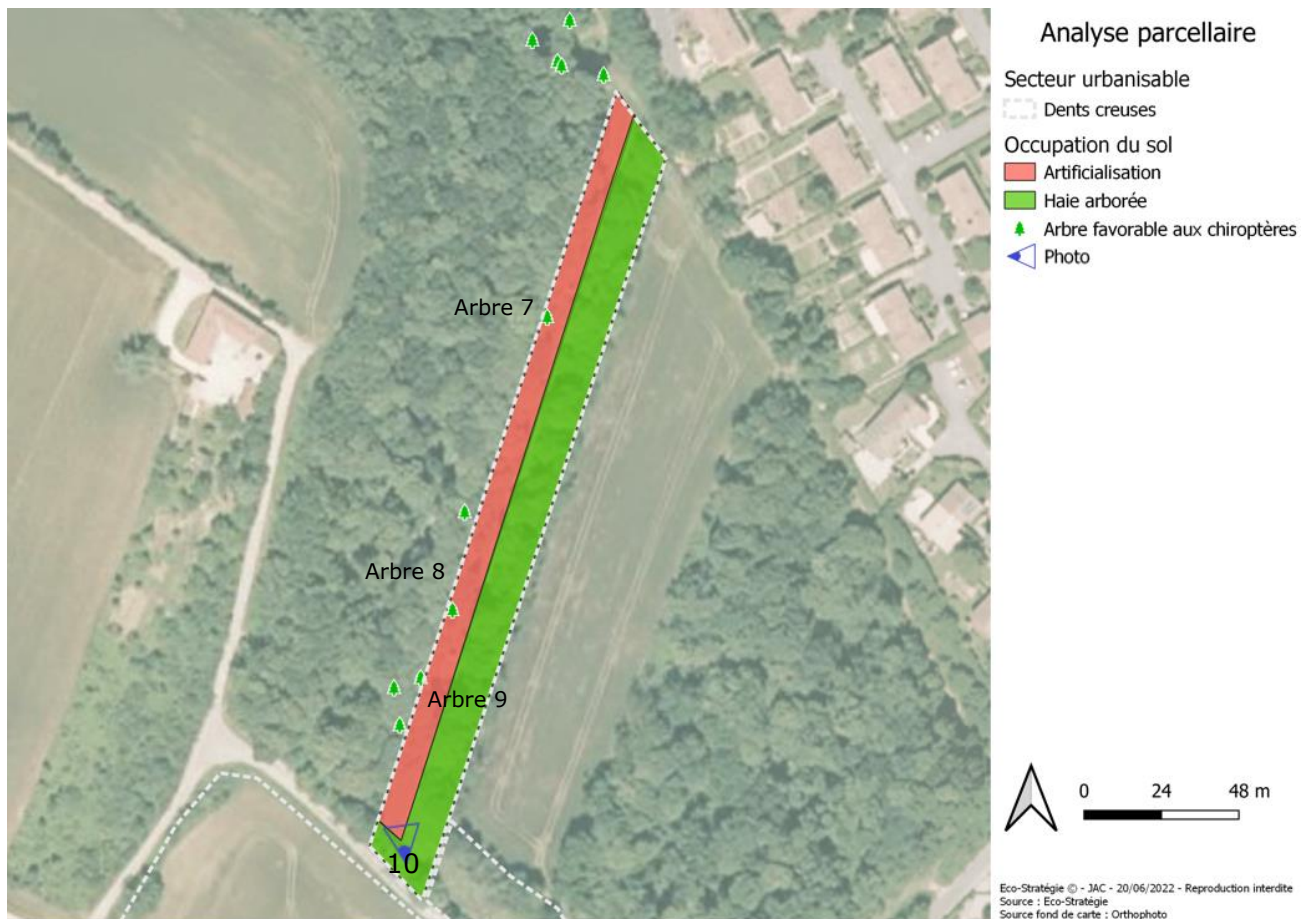 Analyse parcellaire
Secteur urbanisable
Dents creuses
Occupation du sol
Artificialisation
Haie arborée
Arbre favorable aux chiroptères
Photo
Arbre 7
Arbre 8
Arbre 9
10
0 24 48 m
Eco-Stratégie © - JAC - 20/06/2022 - Reproduction interdite
Source : Eco-Stratégie
Source fond de carte : Orthophoto